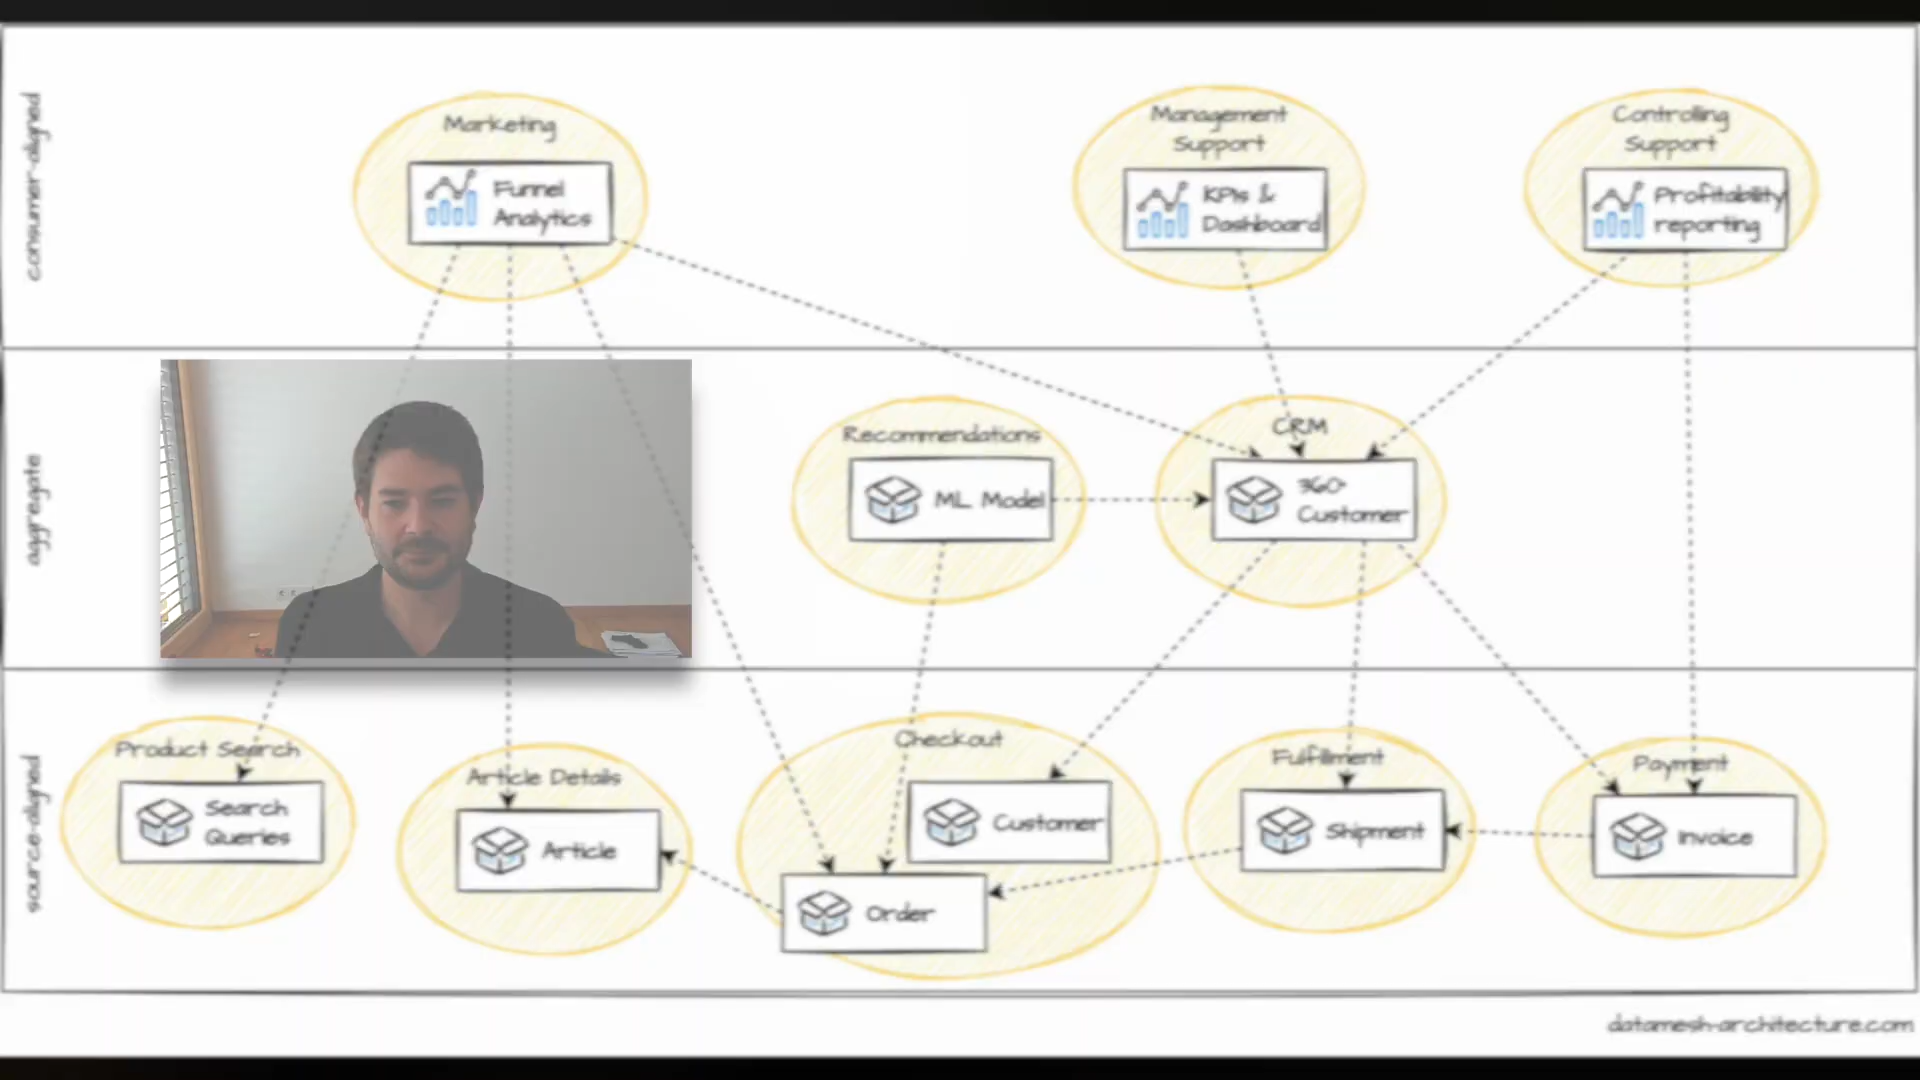 consumer-aligned
Marketing
Funnel
Analytics
Management
Support
KPIs &
Dashboard
Controlling
Support
Profitability
reporting
aggregate
Recommendations
ML Model
CRM
360°
Customer
source-aligned
Product Search
Search
Queries
Article Details
Article
Checkout
Customer
Order
Fulfillment
Shipment
Payment
Invoice
datamesh-architecture.com